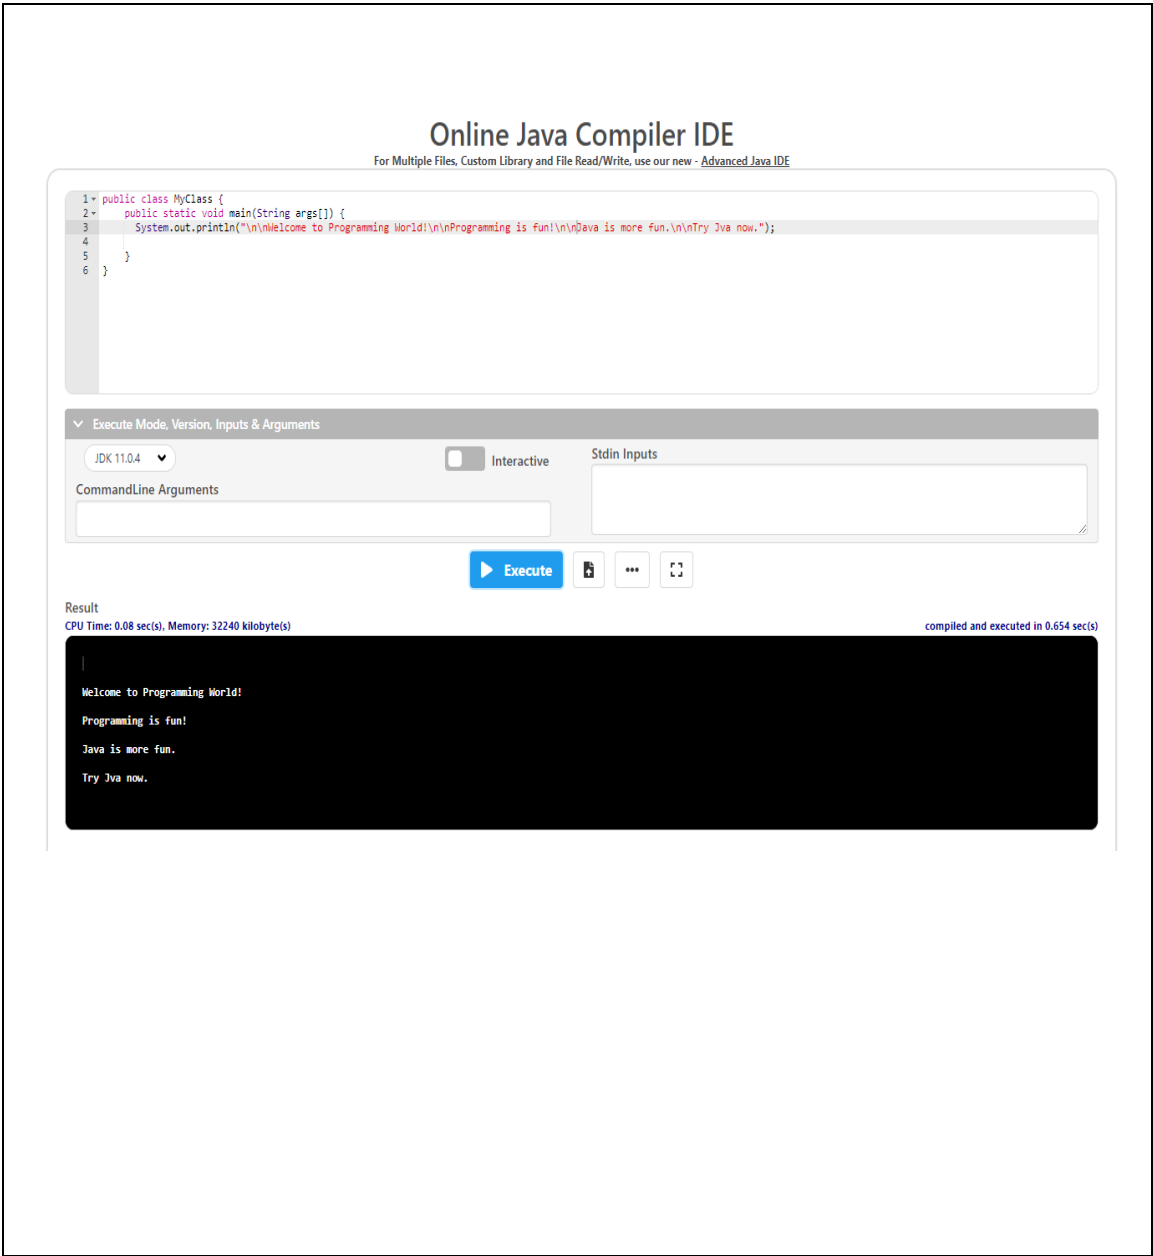 Online Java Compiler IDE
For Multiple Files, Custom Library and File Read/Write, use our new - Advanced Java IDE
1 public class MyClass {
2 public static void main(String args[]) {
3 System.out.println("\n\nWelcome to Programming World!\n\nProgramming is fun!\n\nJava is more fun.\n\nTry Jva now.");
4
5 }
6 }
Execute Mode, Version, Inputs & Arguments
JDK 11.0.4
Interactive
Stdin Inputs
CommandLine Arguments
Execute
Result
CPU Time: 0.08 sec(s), Memory: 32240 kilobyte(s)
compiled and executed in 0.654 sec(s)
Welcome to Programming World!
Programming is fun!
Java is more fun.
Try Jva now.